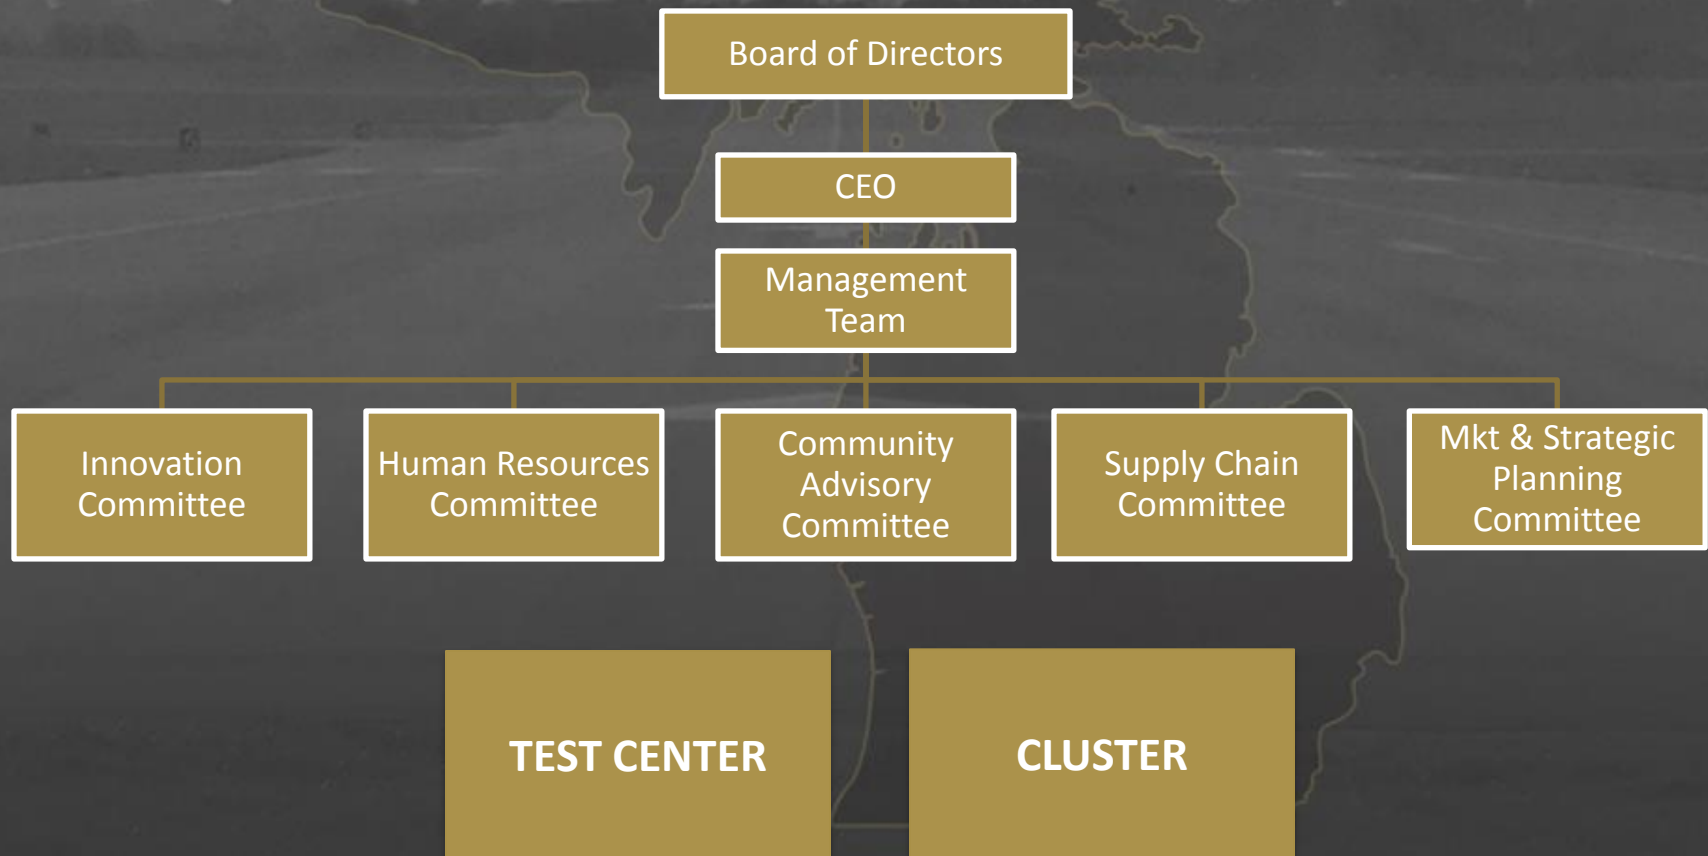 Board of Directors
CEO
Management
Team
Innovation
Committee
Human Resources
Committee
Community
Advisory
Committee
Supply Chain
Committee
Mkt & Strategic
Planning
Committee
TEST CENTER
CLUSTER